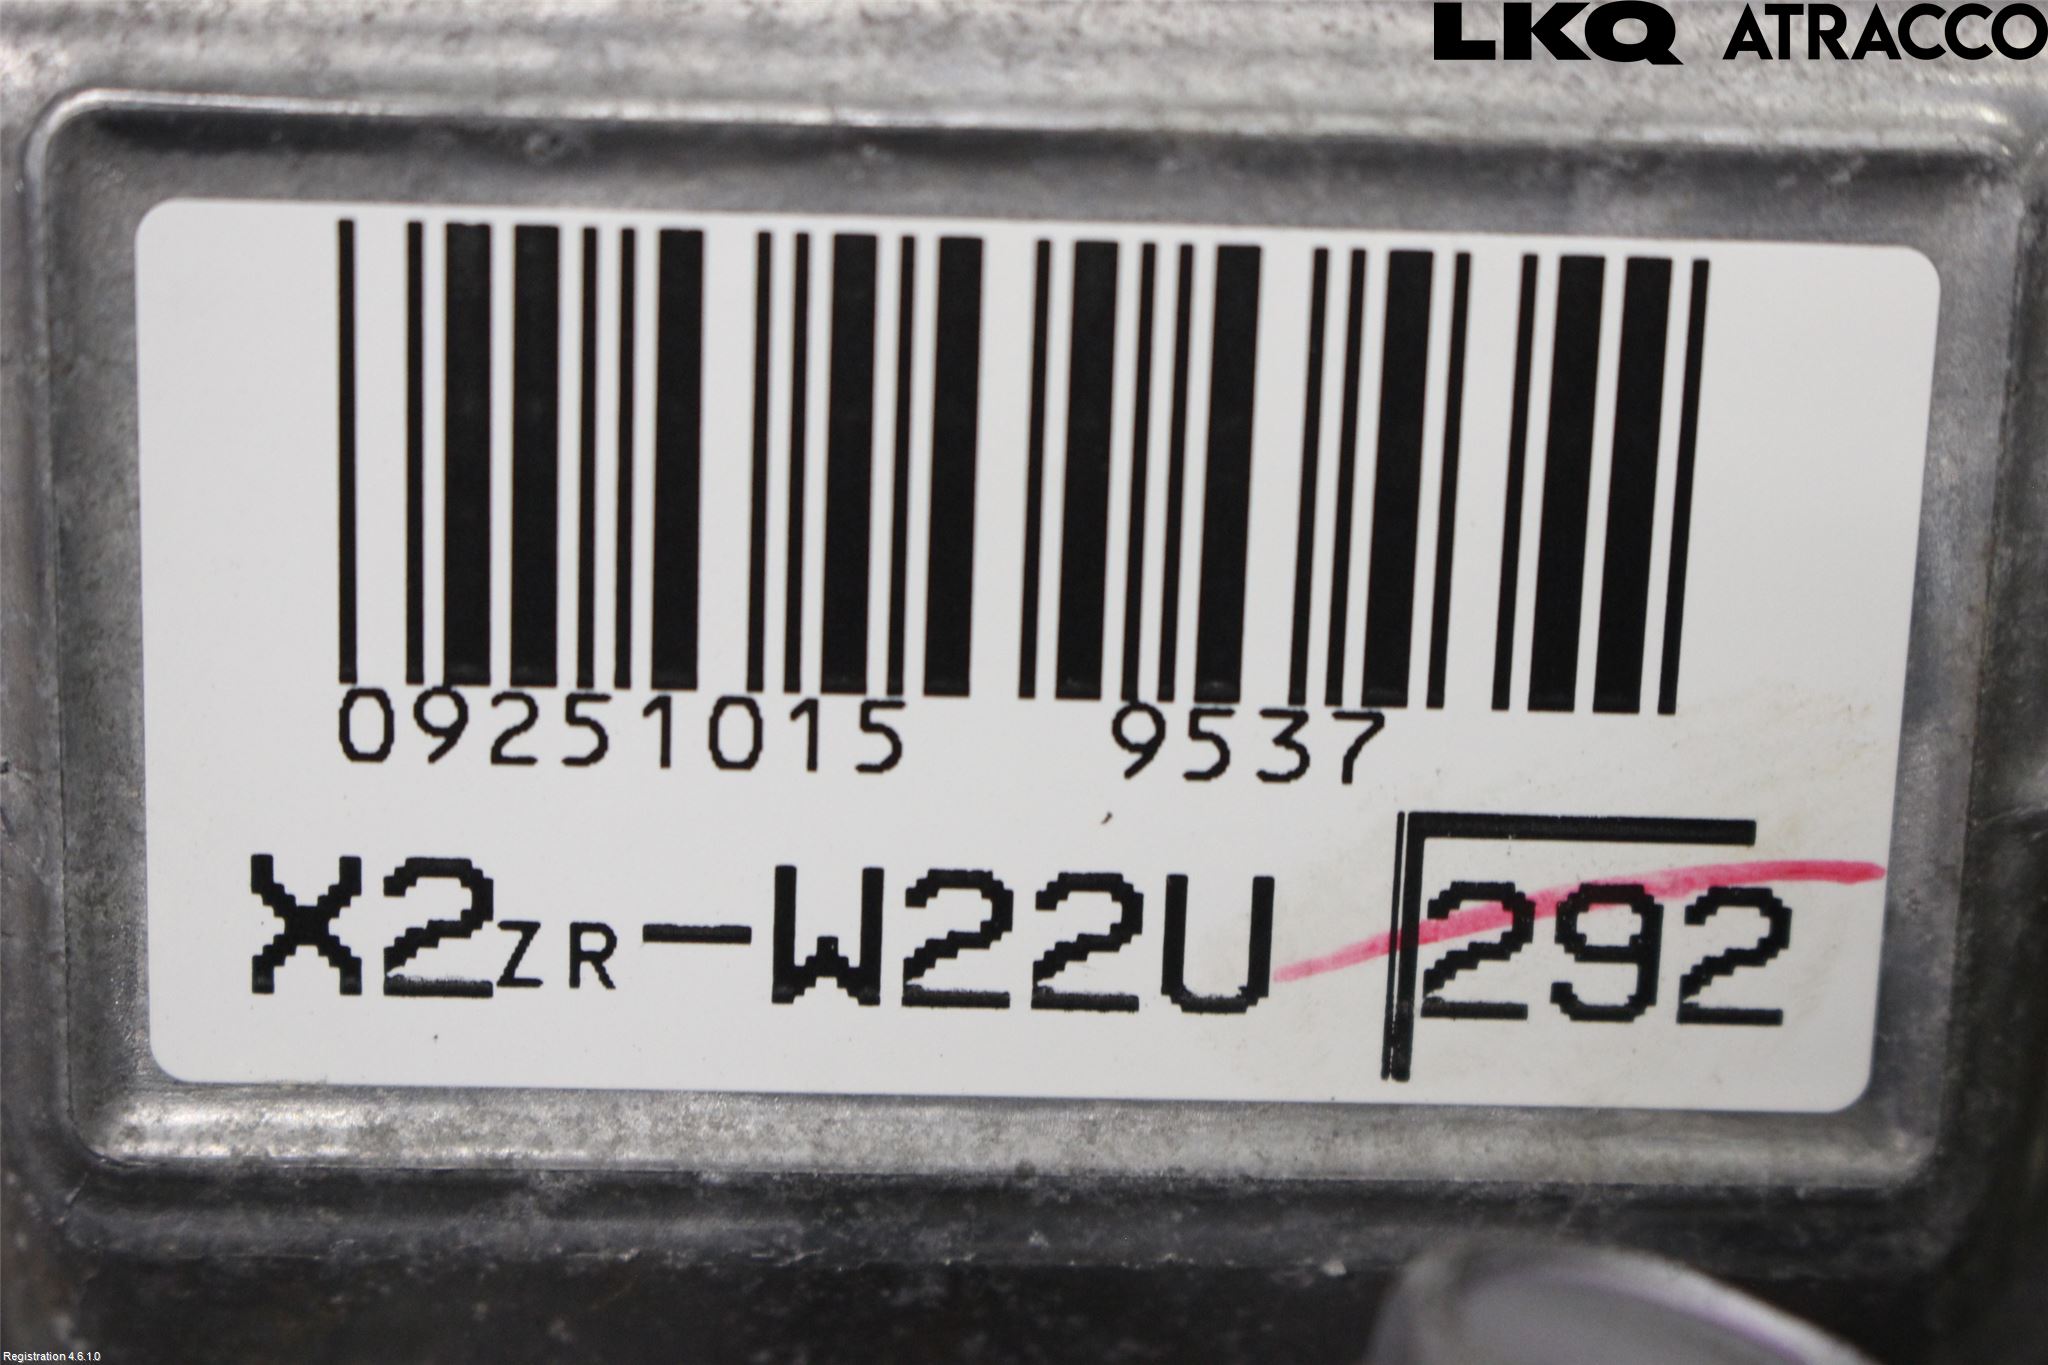 LKQ ATRACCO
09251015 9537
X2ZR-W22U 292
Registration 4.6.1.0